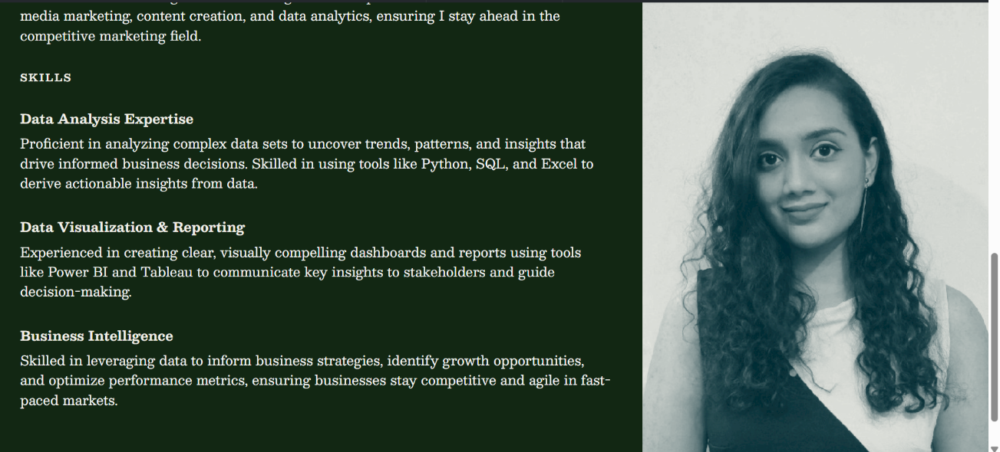 media marketing, content creation, and data analytics, ensuring I stay ahead in the
competitive marketing field.
SKILLS
Data Analysis Expertise
Proficient in analyzing complex data sets to uncover trends, patterns, and insights that
drive informed business decisions. Skilled in using tools like Python, SQL, and Excel to
derive actionable insights from data.
Data Visualization & Reporting
Experienced in creating clear, visually compelling dashboards and reports using tools
like Power BI and Tableau to communicate key insights to stakeholders and guide
decision-making.
Business Intelligence
Skilled in leveraging data to inform business strategies, identify growth opportunities,
and optimize performance metrics, ensuring businesses stay competitive and agile in fast-
paced markets.